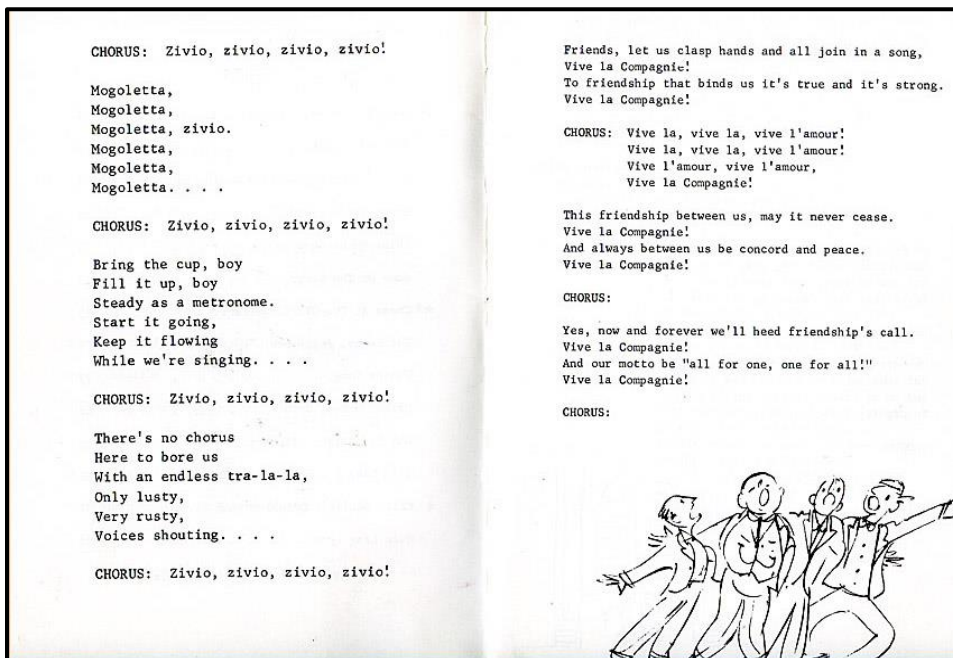 CHORUS: Zivio, zivio, zivio, zivio!
Mogoletta,
Mogoletta,
Mogoletta, zivio.
Mogoletta,
Mogoletta,
Mogoletta. . . .
CHORUS: Zivio, zivio, zivio, zivio!
Bring the cup, boy
Fill it up, boy
Steady as a metronome.
Start it going,
Keep it flowing
While we're singing. . . .
CHORUS: Zivio, zivio, zivio, zivio!
There's no chorus
Here to bore us
With an endless tra-la-la,
Only lusty,
Very rusty,
Voices shouting. . . .
CHORUS: Zivio, zivio, zivio, zivio!
Friends, let us clasp hands and all join in a song,
Vive la Compagnie!
To friendship that binds us it's true and it's strong.
Vive la Compagnie!
CHORUS: Vive la, vive la, vive l'amour!
Vive la, vive la, vive l'amour!
Vive l'amour, vive l'amour,
Vive la Compagnie!
This friendship between us, may it never cease.
Vive la Compagnie!
And always between us be concord and peace.
Vive la Compagnie!
CHORUS:
Yes, now and forever we'll heed friendship's call.
Vive la Compagnie!
And our motto be "all for one, one for all!"
Vive la Compagnie!
CHORUS: